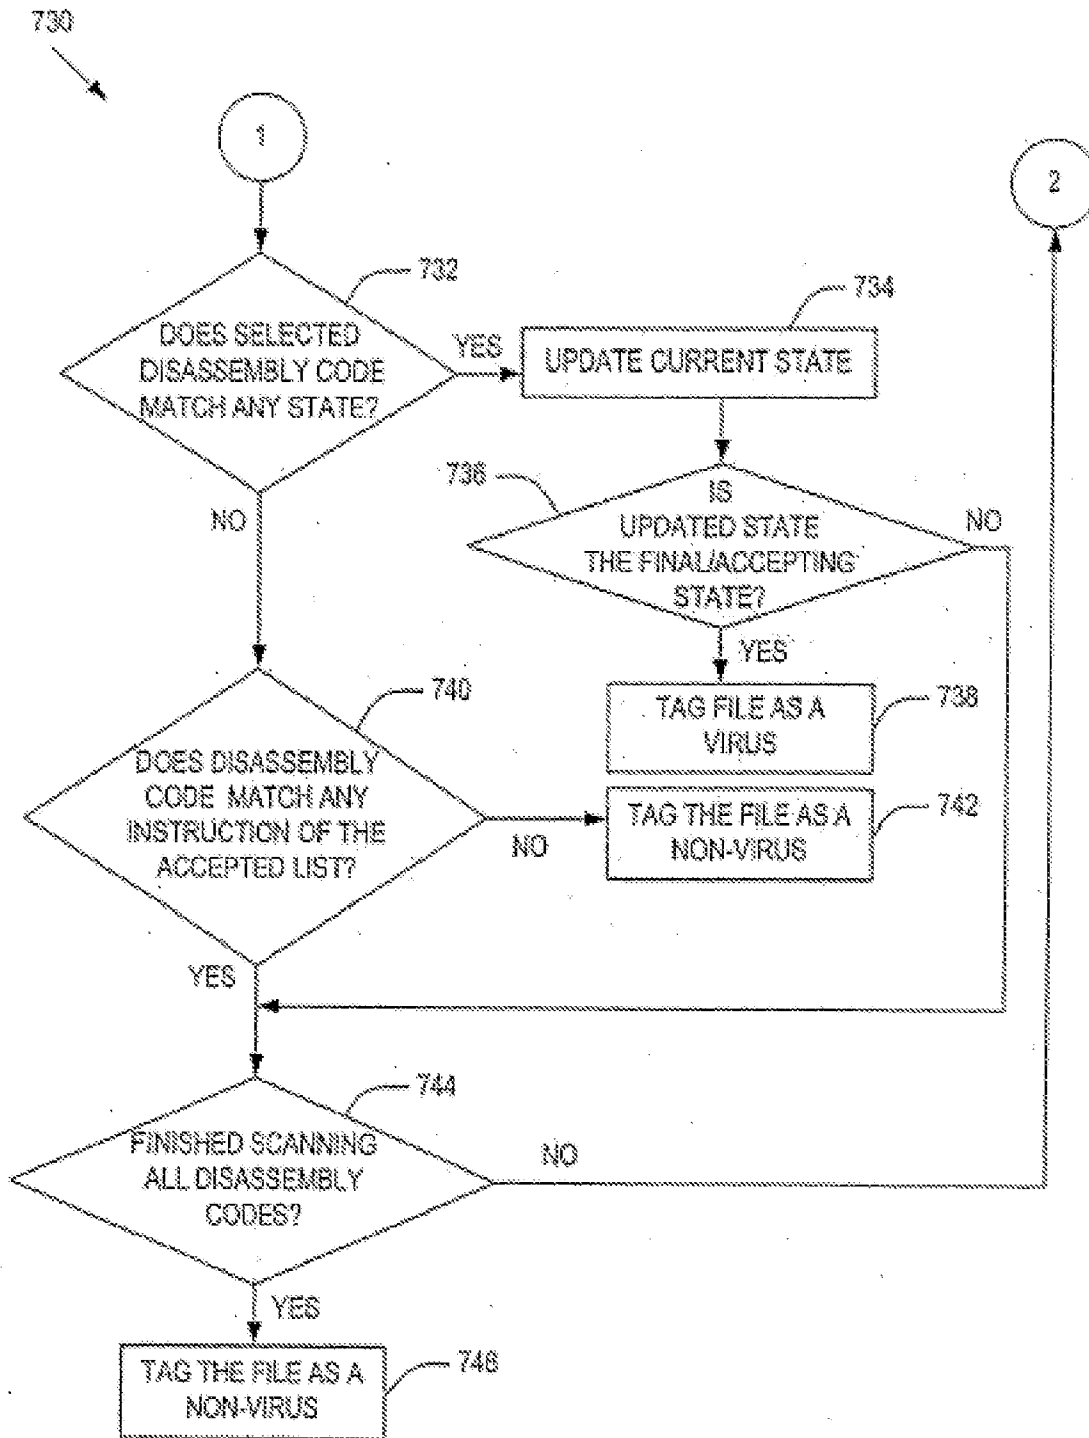 730
1
2
732
DOES SELECTED
DISASSEMBLY CODE
MATCH ANY STATE?
YES
734
UPDATE CURRENT STATE
NO
736
IS
UPDATED STATE
THE FINAL/ACCEPTING
STATE?
NO
YES
738
TAG FILE AS A
VIRUS
740
DOES DISASSEMBLY
CODE MATCH ANY
INSTRUCTION OF THE
ACCEPTED LIST?
NO
742
TAG THE FILE AS A
NON-VIRUS
YES
744
FINISHED SCANNING
ALL DISASSEMBLY
CODES?
NO
YES
746
TAG THE FILE AS A
NON-VIRUS